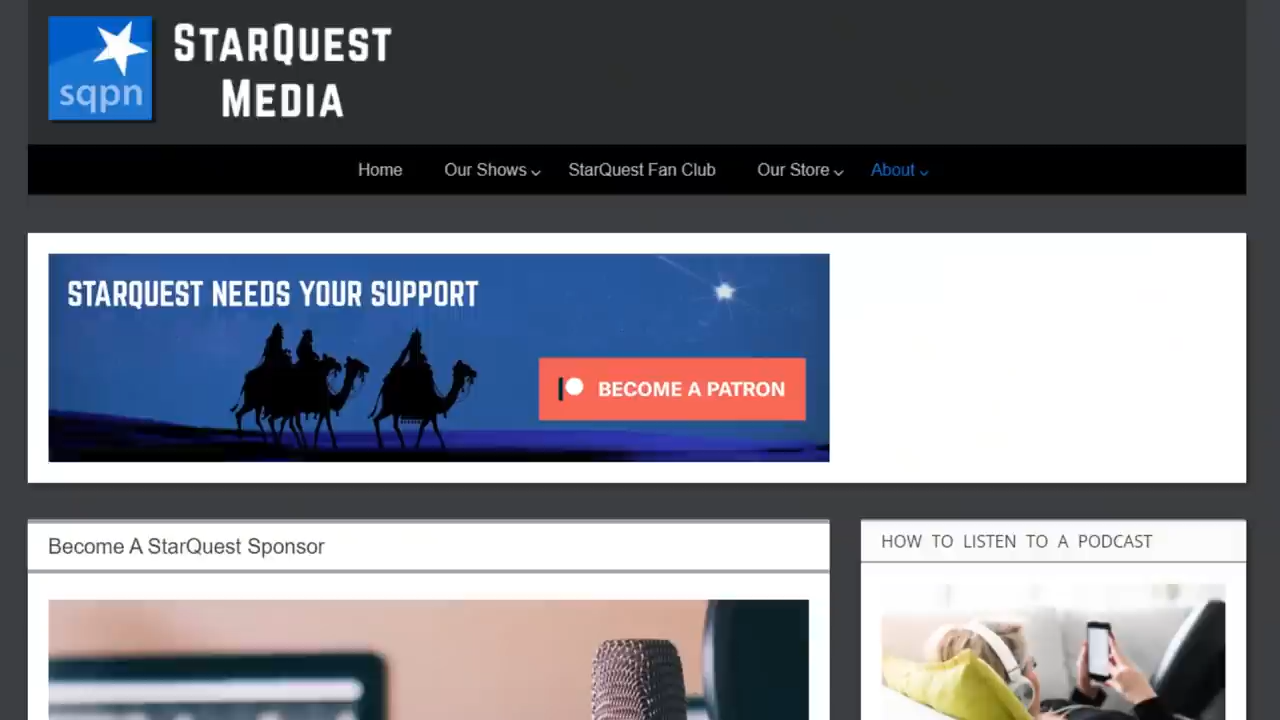 sqpn
StarQuest
Media
Home
Our Shows
StarQuest Fan Club
Our Store
About
STARQUEST NEEDS YOUR SUPPORT
BECOME A PATRON
Become A StarQuest Sponsor
HOW TO LISTEN TO A PODCAST